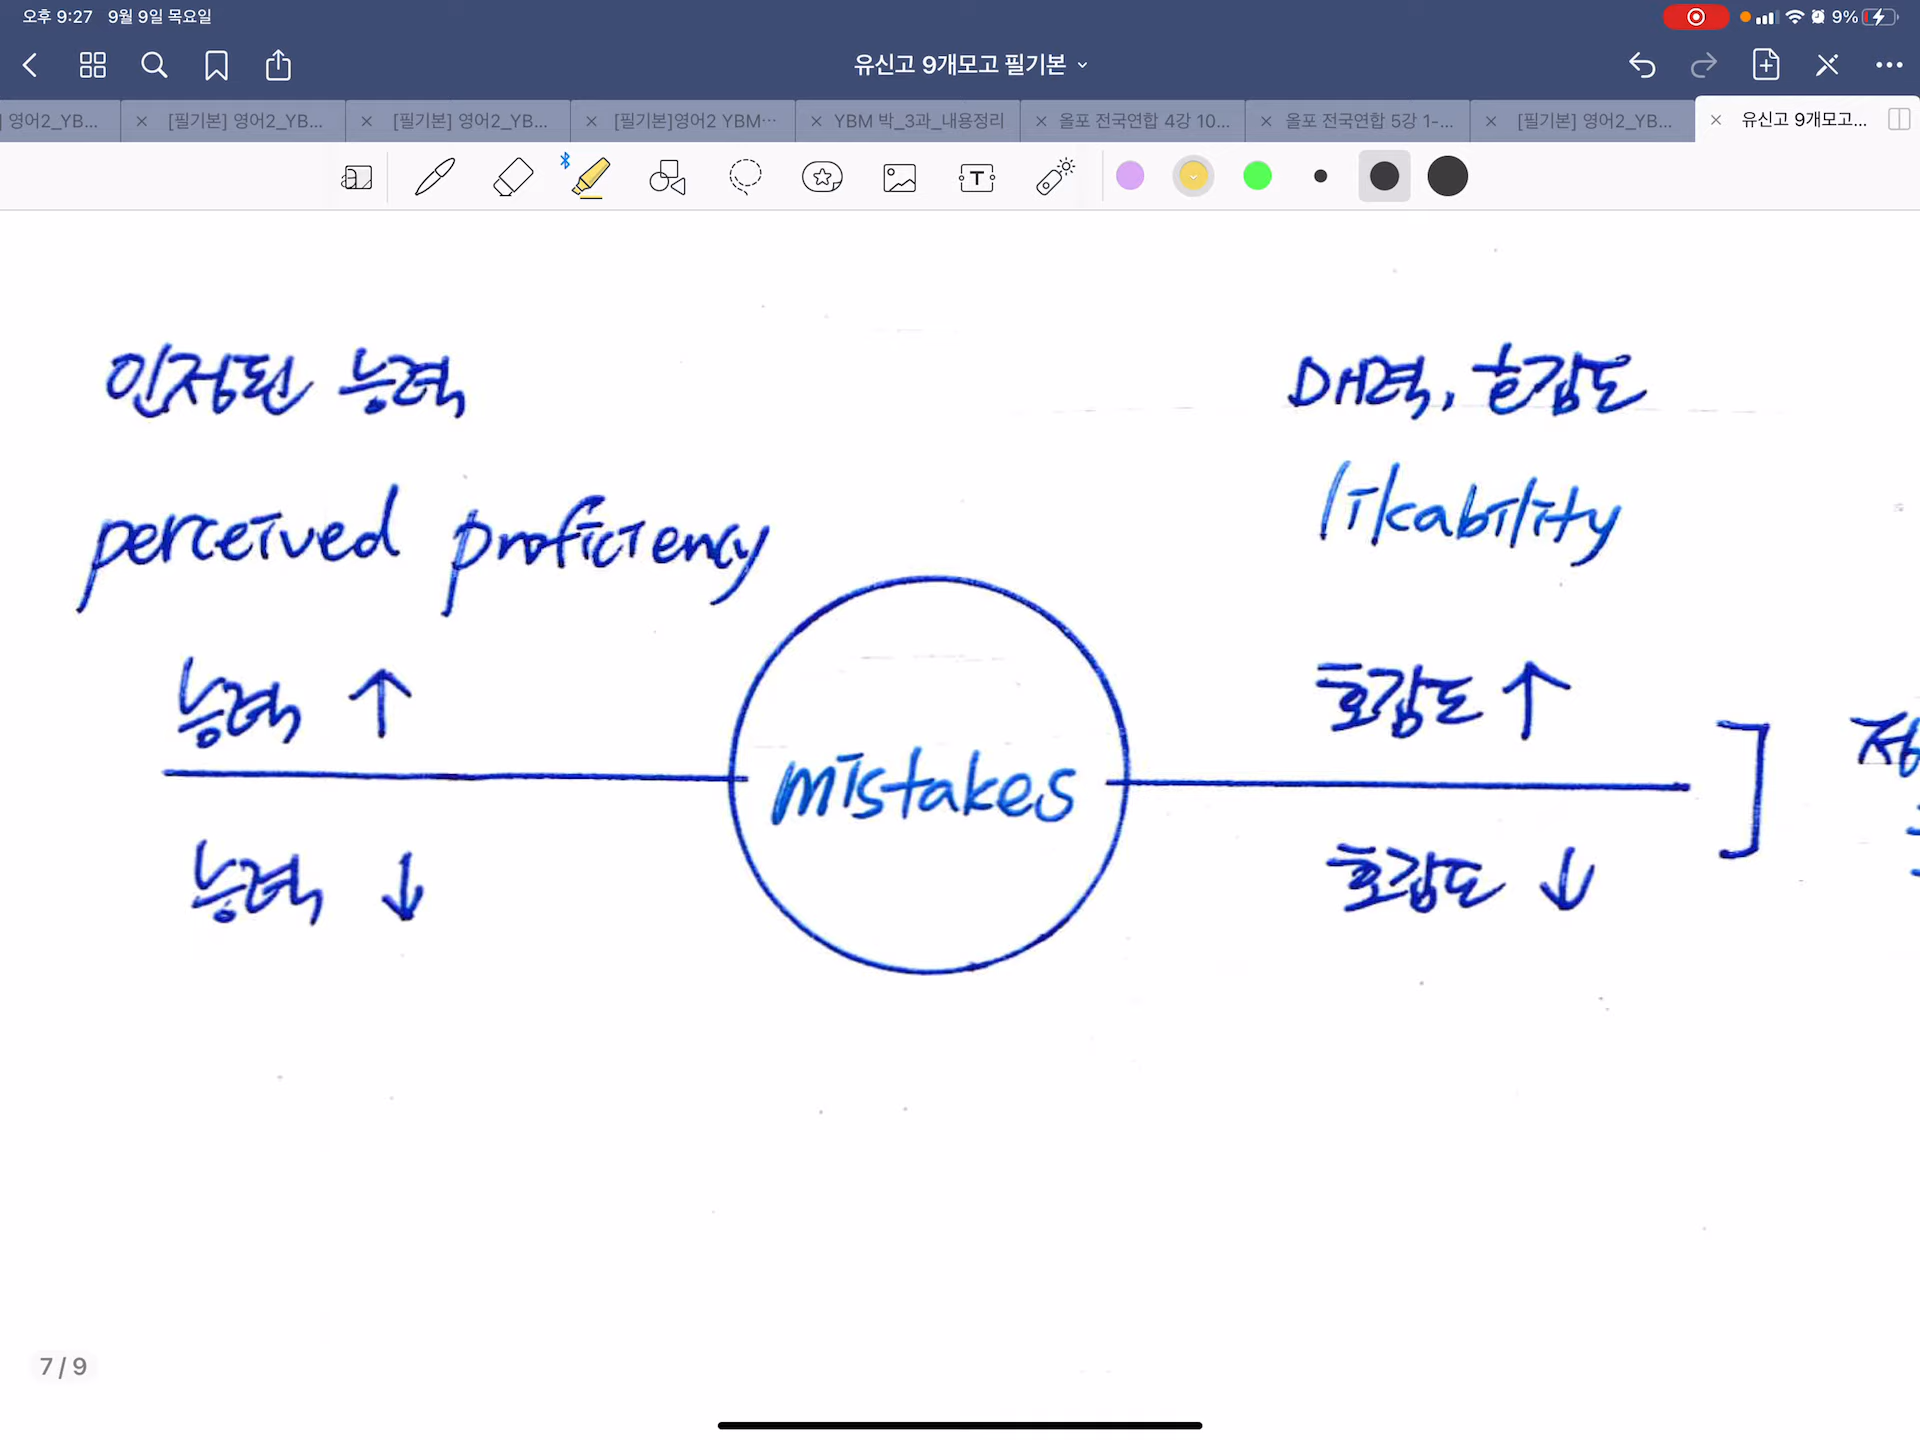 오후 9:27 9월 9일 목요일
9%
유신고 9개모고 필기본
영어2_YB...
[필기본] 영어2_YB...
[필기본] 영어2_YB...
[필기본]영어2 YBM...
YBM 박_3과_내용정리
올포 전국연합 4강 10...
올포 전국연합 5강 1-...
[필기본] 영어2_YB...
유신고 9개모고...
인정된 능력
매력, 호감도
perceived proficiency
likability
능력 ↑
호감도 ↑
mistakes
능력 ↓
호감도 ↓
7 / 9